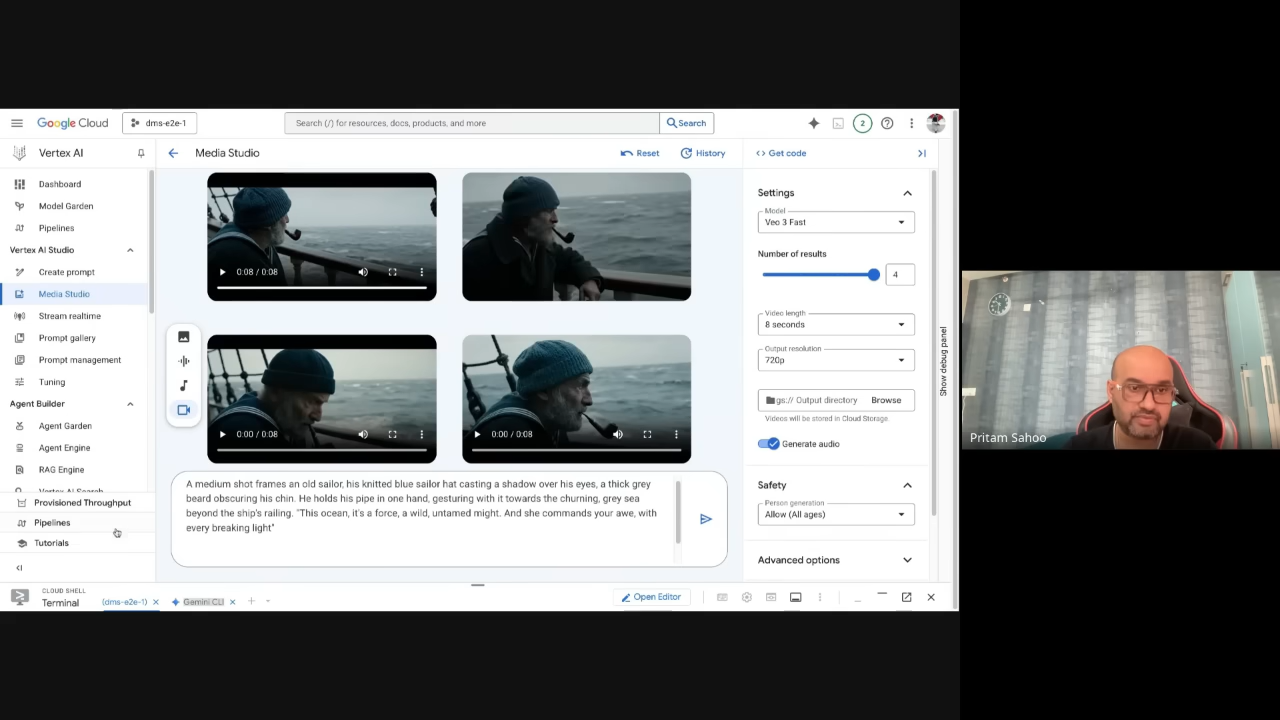 Google Cloud
dms-e2e-1
Search (/) for resources, docs, products, and more
Search
2
Vertex AI
Media Studio
Reset
History
Get code
Dashboard
Model Garden
Pipelines
Vertex AI Studio
Create prompt
Media Studio
Stream realtime
Prompt gallery
Prompt management
Tuning
Agent Builder
Agent Garden
Agent Engine
RAG Engine
Vertex AI Search
Provisioned Throughput
Pipelines
Tutorials
0:08 / 0:08
0:00 / 0:00
0:00 / 0:00
A medium shot frames an old sailor, his knitted blue sailor hat casting a shadow over his eyes, a thick grey
beard obscuring his chin. He holds his pipe in one hand, gesturing with it towards the churning, grey sea
beyond the ship's railing. "This ocean, it's a force, a wild, untamed might. And she commands your awe, with
every breaking light"
Settings
Model
Veo 3 Fast
Number of results
4
Video length
8 seconds
Output resolution
720p
gs:// Output directory
Browse
Videos will be stored in Cloud Storage.
Generate audio
Safety
Person generation
Allow (All ages)
Advanced options
Show debug panel
CLOUD SHELL
Terminal
(dms-e2e-1)
Gemini CLI
Open Editor
Pritam Sahoo